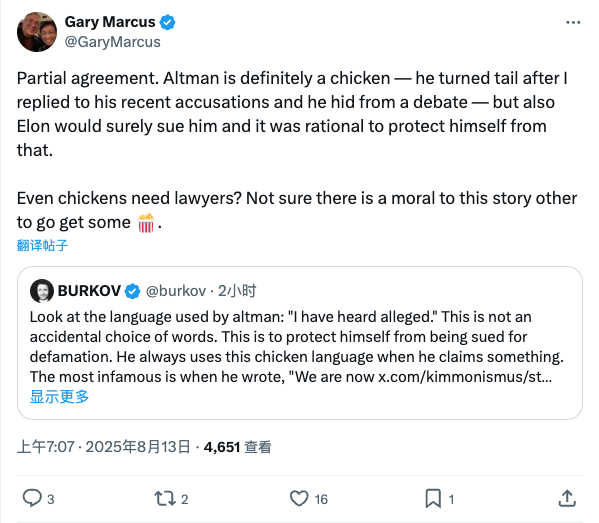 Gary Marcus
@GaryMarcus
Partial agreement. Altman is definitely a chicken — he turned tail after I
replied to his recent accusations and he hid from a debate — but also
Elon would surely sue him and it was rational to protect himself from
that.
Even chickens need lawyers? Not sure there is a moral to this story other
to go get some 🍿.
翻译帖子
BURKOV @burkov · 2小时
Look at the language used by altman: "I have heard alleged." This is not an
accidental choice of words. This is to protect himself from being sued for
defamation. He always uses this chicken language when he claims something.
The most infamous is when he wrote, "We are now x.com/kimmonismus/st…
显示更多
上午7:07 · 2025年8月13日 · 4,651 查看
3 2 16 1